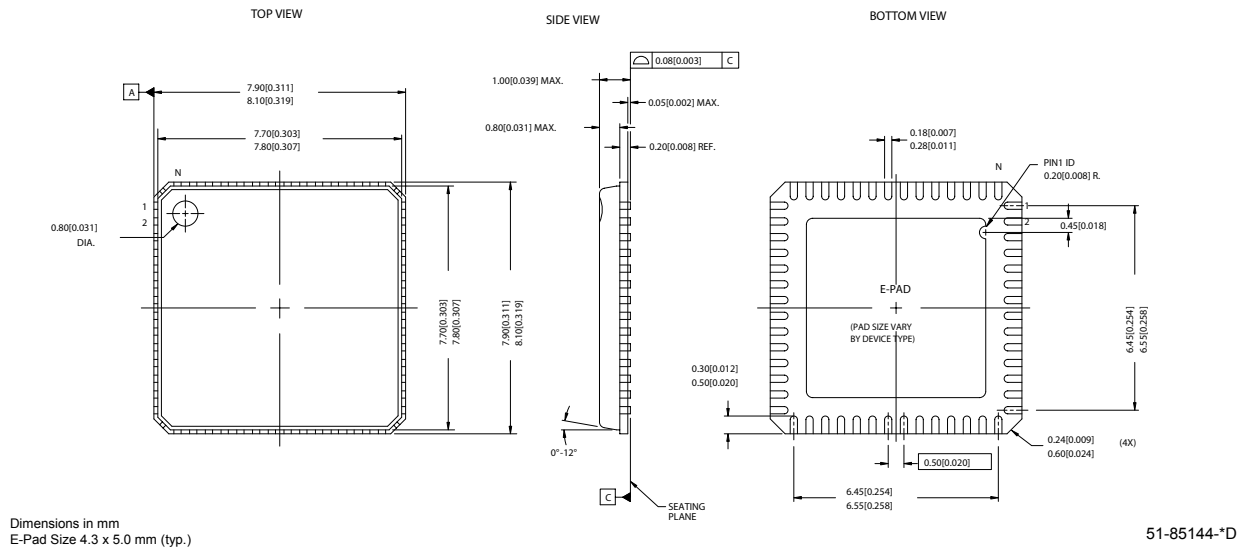 TOP VIEW
SIDE VIEW
BOTTOM VIEW
A
7.90[0.311]
8.10[0.319]
7.70[0.303]
7.80[0.307]
N
1
2
0.80[0.031]
DIA.
7.70[0.303]
7.80[0.307]
7.90[0.311]
8.10[0.319]
0.08[0.003] C
1.00[0.039] MAX.
0.05[0.002] MAX.
0.80[0.031] MAX.
0.20[0.008] REF.
0°-12°
C
SEATING
PLANE
0.18[0.007]
0.28[0.011]
N
PIN1 ID
0.20[0.008] R.
1
2
0.45[0.018]
E-PAD
(PAD SIZE VARY
BY DEVICE TYPE)
6.45[0.254]
6.55[0.258]
0.30[0.012]
0.50[0.020]
0.50[0.020]
0.24[0.009]
0.60[0.024]
(4X)
6.45[0.254]
6.55[0.258]
Dimensions in mm
E-Pad Size 4.3 x 5.0 mm (typ.)
51-85144-*D